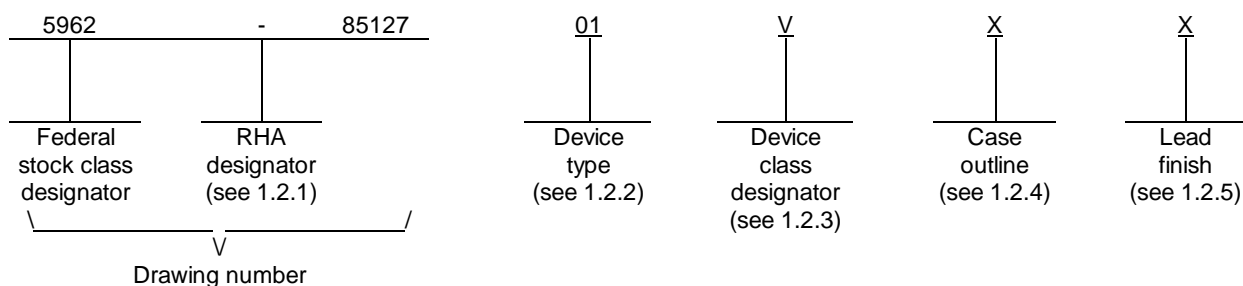 5962 - 85127 01 V X X
Federal stock class designator
RHA designator (see 1.2.1)
Device type (see 1.2.2)
Device class designator (see 1.2.3)
Case outline (see 1.2.4)
Lead finish (see 1.2.5)
\ /
\/
Drawing number